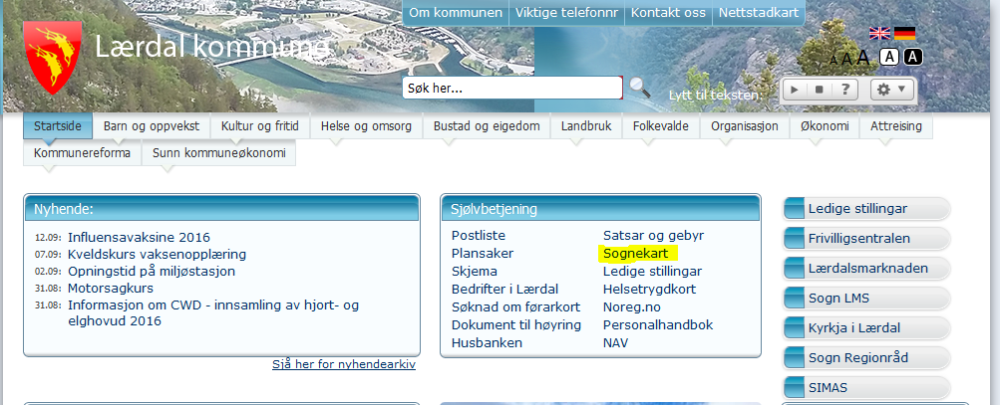 Om kommunen Viktige telefonnr Kontakt oss Nettstadkart
Lærdal kommune
A A A A A
Søk her...
Lytt til teksten: ?
Startside Barn og oppvekst Kultur og fritid Helse og omsorg Bustad og eigedom Landbruk Folkevalde Organisasjon Økonomi Attreising
Kommunereforma Sunn kommuneøkonomi
Nyhende:
12.09: Influensavaksine 2016
07.09: Kveldskurs vaksenopplæring
02.09: Opningstid på miljøstasjon
31.08: Motorsagkurs
31.08: Informasjon om CWD - innsamling av hjort- og
elghovud 2016
Sjå her for nyhendearkiv
Sjølvbetjening
Postliste
Plansaker
Skjema
Bedrifter i Lærdal
Søknad om førarkort
Dokument til høyring
Husbanken
Satsar og gebyr
Sognekart
Ledige stillingar
Helsetrygdkort
Noreg.no
Personalhandbok
NAV
Ledige stillingar
Frivilligsentralen
Lærdalsmarknaden
Sogn LMS
Kyrkja i Lærdal
Sogn Regionråd
SIMAS